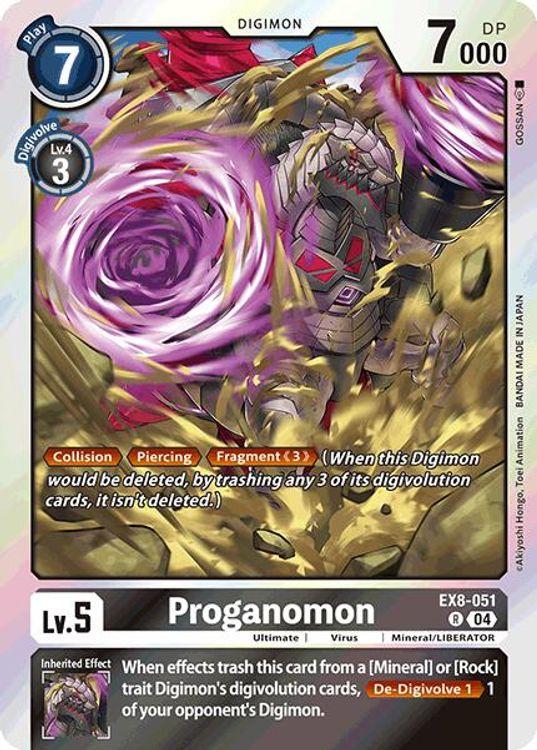 Play
7
DIGIMON
7000
DP
Digivolve
Lv.4
3
GOSSAN
©Akiyoshi Hongo, Toei Animation BANDAI MADE IN JAPAN
Collision Piercing Fragment《3》 (When this Digimon
would be deleted, by trashing any 3 of its digivolution
cards, it isn't deleted.)
Lv.5
Proganomon
EX8-051
R 04
Ultimate | Virus | Mineral/LIBERATOR
Inherited Effect
When effects trash this card from a [Mineral] or [Rock]
trait Digimon's digivolution cards, De-Digivolve 1 1
of your opponent's Digimon.